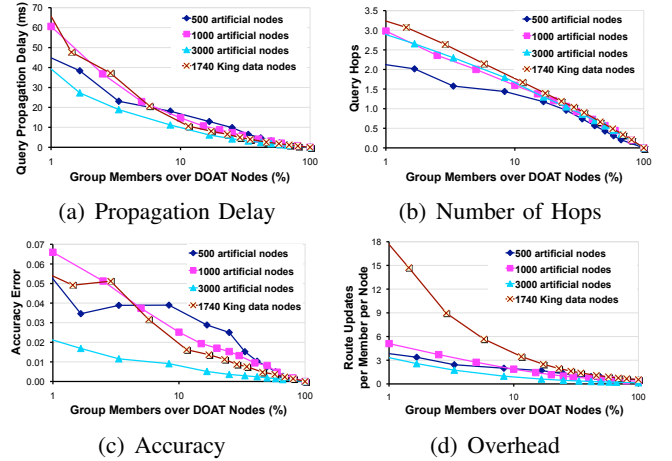 Query Propagation Delay (ms)
70
60
50
40
30
20
10
0
1
10
100
500 artificial nodes
1000 artificial nodes
3000 artificial nodes
1740 King data nodes
Group Members over DOAT Nodes (%)
(a) Propagation Delay
Query Hops
3.5
3.0
2.5
2.0
1.5
1.0
0.5
0.0
1
10
100
500 artificial nodes
1000 artificial nodes
3000 artificial nodes
1740 King data nodes
Group Members over DOAT Nodes (%)
(b) Number of Hops
Accuracy Error
0.07
0.06
0.05
0.04
0.03
0.02
0.01
0.00
1
10
100
500 artificial nodes
1000 artificial nodes
3000 artificial nodes
1740 King data nodes
Group Members over DOAT Nodes (%)
(c) Accuracy
Route Updates
per Member per Node
18
15
12
9
6
3
0
1
10
100
500 artificial nodes
1000 artificial nodes
3000 artificial nodes
1740 King data nodes
Group Members over DOAT Nodes (%)
(d) Overhead